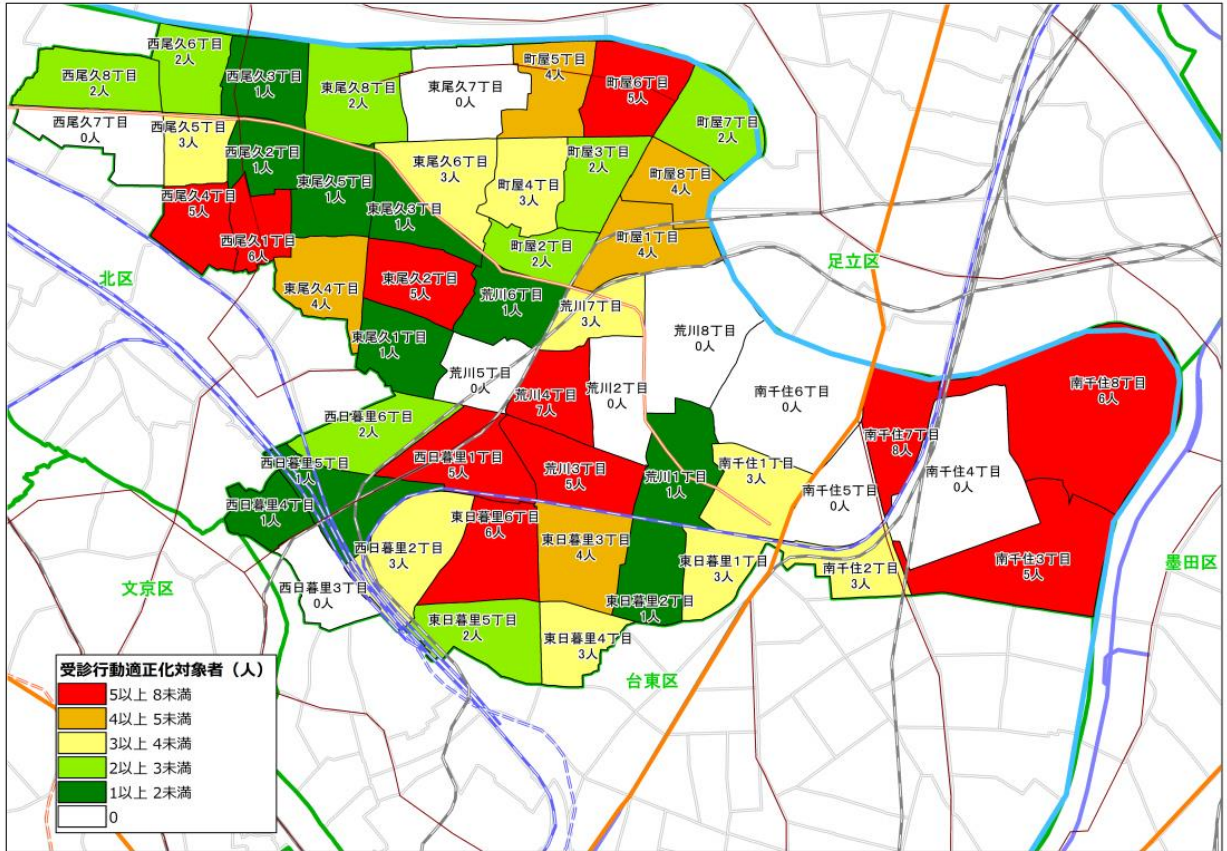 西尾久6丁目
2人
西尾久8丁目
2人
西尾久3丁目
1人
東尾久8丁目
2人
東尾久7丁目
0人
町屋5丁目
4人
町屋6丁目
5人
町屋7丁目
2人
西尾久7丁目
0人
西尾久5丁目
3人
西尾久2丁目
1人
東尾久5丁目
1人
東尾久6丁目
3人
町屋4丁目
3人
町屋3丁目
2人
町屋8丁目
4人
西尾久4丁目
5人
西尾久1丁目
6人
東尾久3丁目
1人
町屋2丁目
2人
町屋1丁目
4人
北区
足立区
東尾久4丁目
4人
東尾久2丁目
5人
荒川6丁目
1人
荒川7丁目
3人
東尾久1丁目
1人
荒川5丁目
0人
荒川8丁目
0人
荒川4丁目
7人
荒川2丁目
0人
南千住6丁目
0人
南千住8丁目
6人
西日暮里6丁目
2人
西日暮里5丁目
1人
西日暮里1丁目
5人
荒川3丁目
5人
荒川1丁目
1人
南千住1丁目
3人
南千住7丁目
8人
南千住4丁目
0人
南千住5丁目
0人
西日暮里4丁目
1人
西日暮里2丁目
3人
東日暮里6丁目
6人
東日暮里3丁目
4人
東日暮里1丁目
3人
南千住2丁目
3人
南千住3丁目
5人
墨田区
文京区
西日暮里3丁目
0人
東日暮里2丁目
1人
東日暮里5丁目
2人
東日暮里4丁目
3人
台東区
受診行動適正化対象者（人）
5以上 8未満
4以上 5未満
3以上 4未満
2以上 3未満
1以上 2未満
0